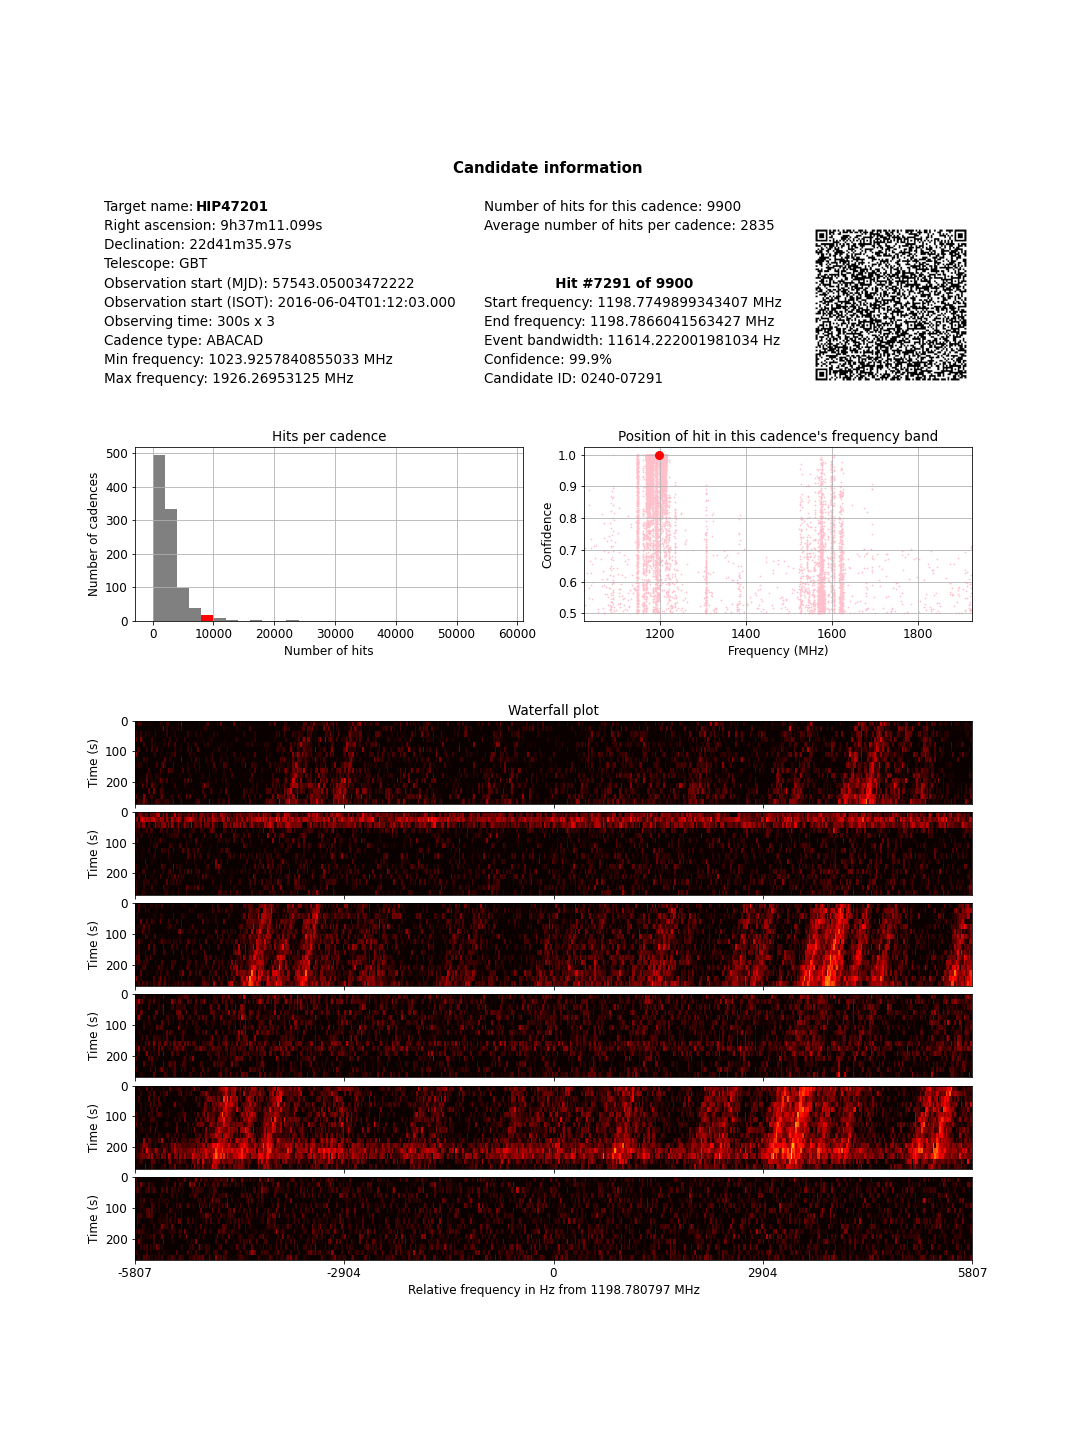 Candidate information
Target name: HIP47201
Right ascension: 9h37m11.099s
Declination: 22d41m35.97s
Telescope: GBT
Observation start (MJD): 57543.05003472222
Observation start (ISOT): 2016-06-04T01:12:03.000
Observing time: 300s x 3
Cadence type: ABACAD
Min frequency: 1023.9257840855033 MHz
Max frequency: 1926.26953125 MHz
Number of hits for this cadence: 9900
Average number of hits per cadence: 2835
Hit #7291 of 9900
Start frequency: 1198.7749899343407 MHz
End frequency: 1198.7866041563427 MHz
Event bandwidth: 11614.222001981034 Hz
Confidence: 99.9%
Candidate ID: 0240-07291
Hits per cadence
500
400
300
200
100
0
Number of cadences
0 10000 20000 30000 40000 50000 60000
Number of hits
Position of hit in this cadence's frequency band
1.0
0.9
0.8
0.7
0.6
0.5
Confidence
1200 1400 1600 1800
Frequency (MHz)
Waterfall plot
0
100
200
Time (s)
0
100
200
Time (s)
0
100
200
Time (s)
0
100
200
Time (s)
0
100
200
Time (s)
0
100
200
Time (s)
-5807 -2904 0 2904 5807
Relative frequency in Hz from 1198.780797 MHz